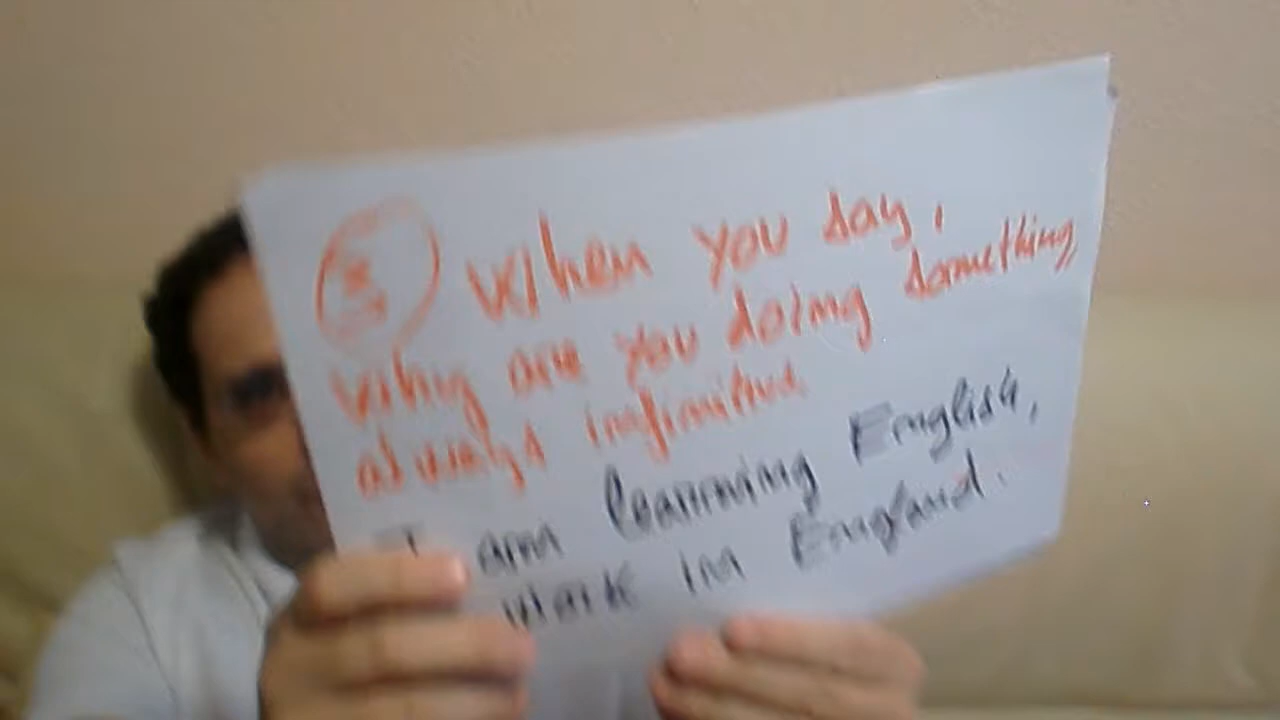 When you say,
why are you doing something,
always infinitive
I am learning English,
work in England.